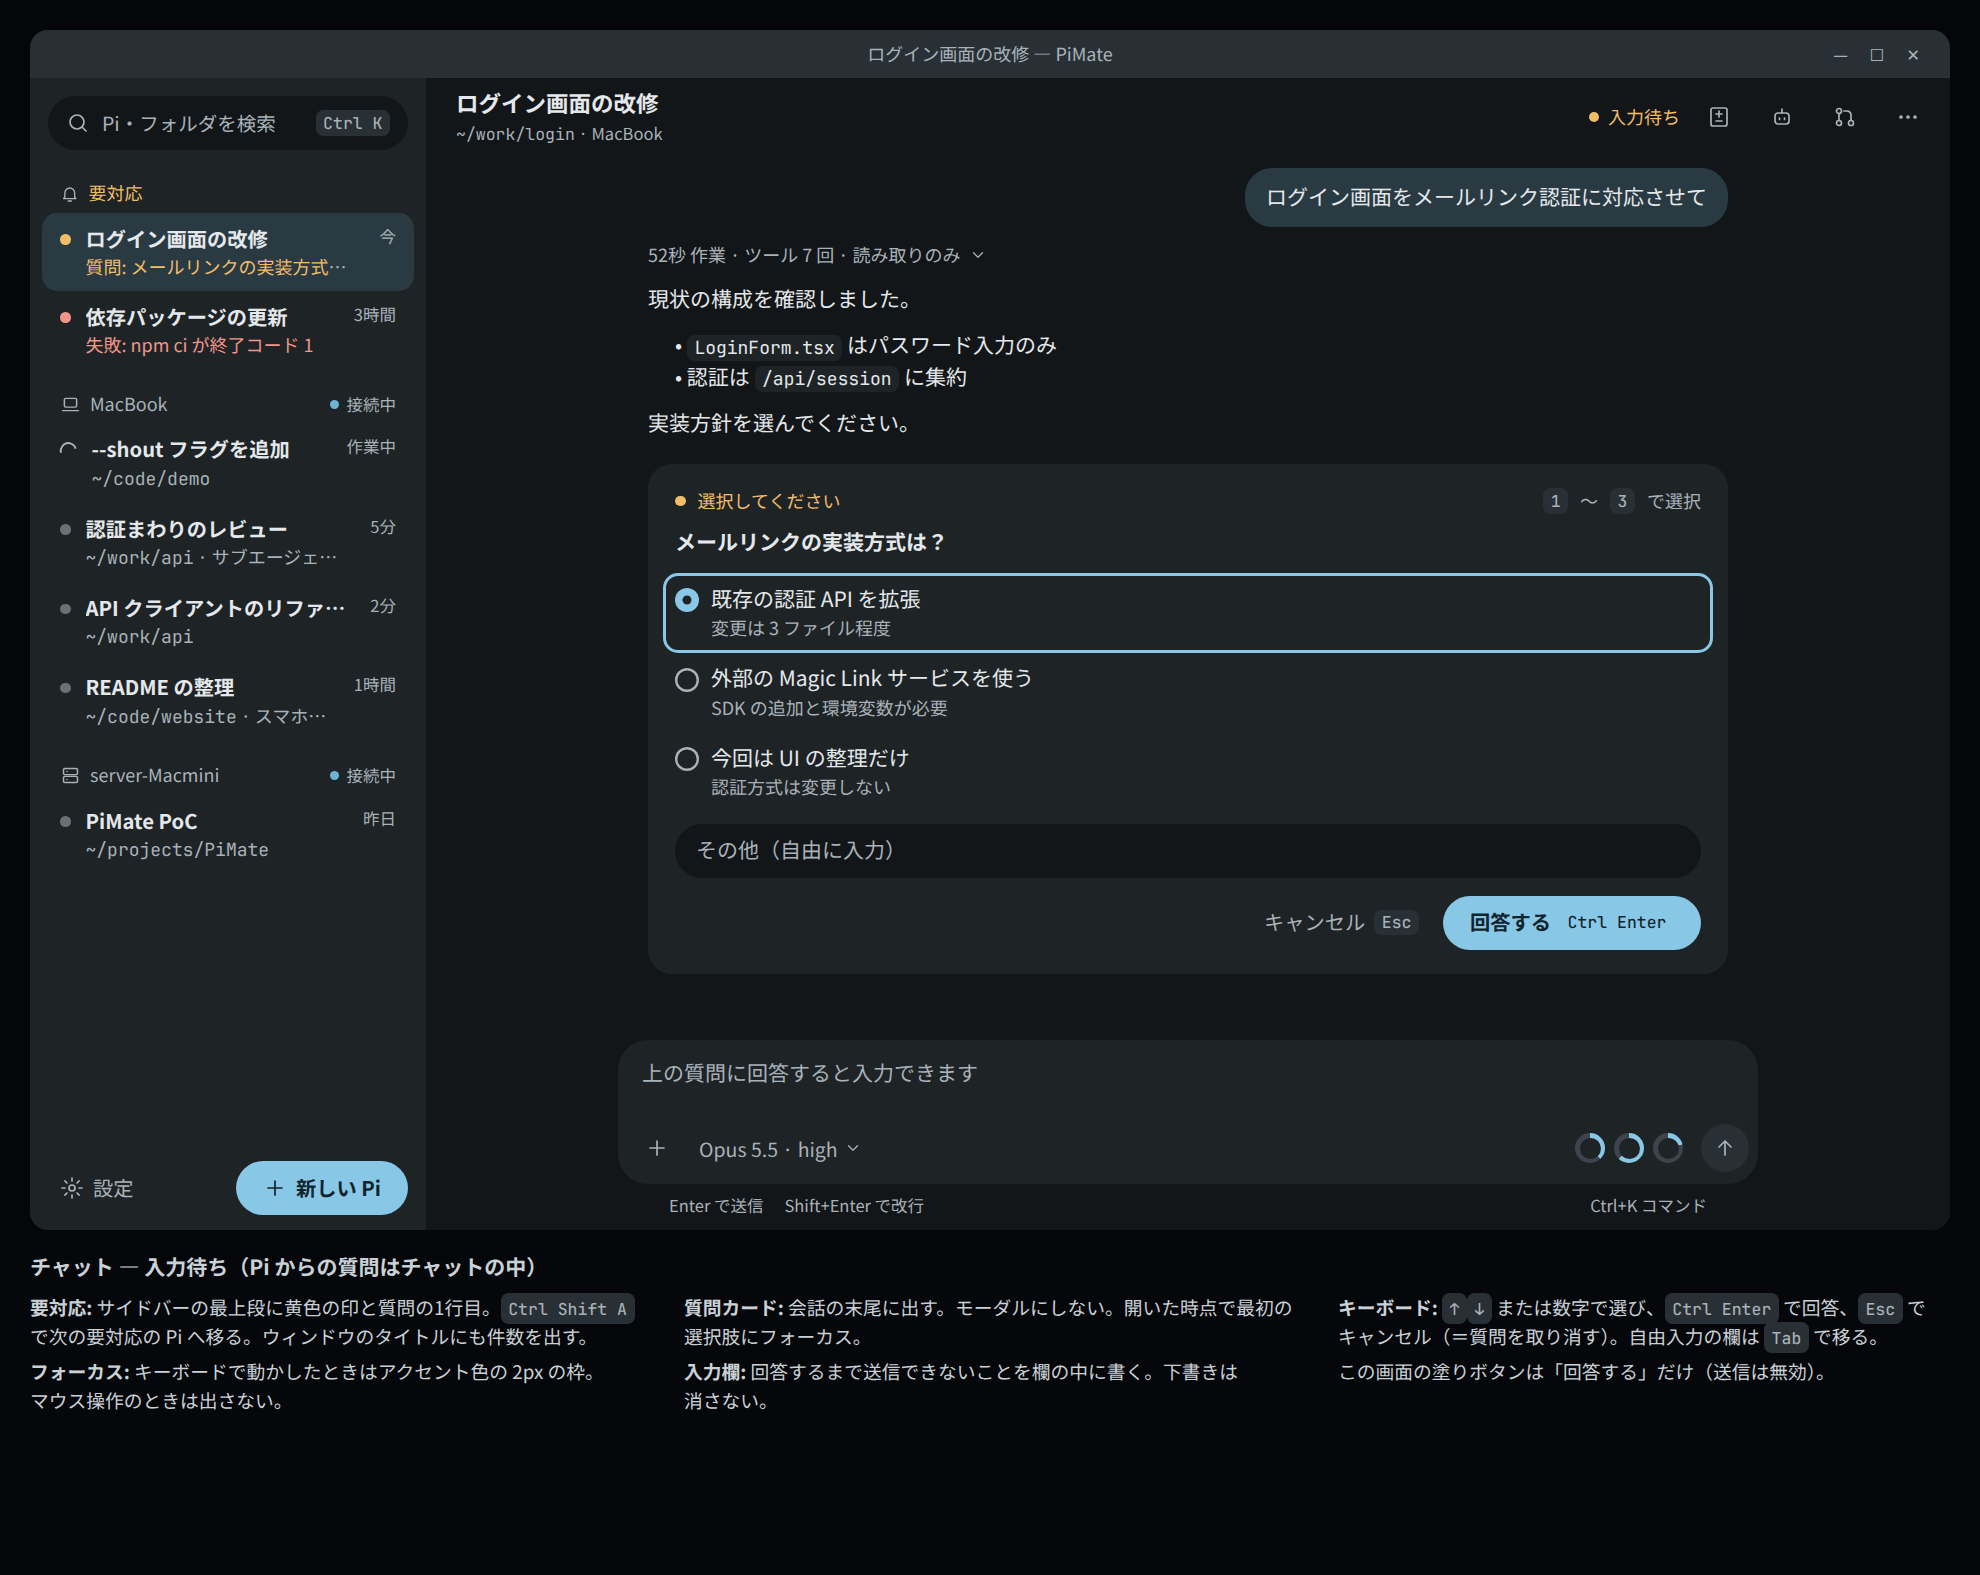 ログイン画面の改修 — PiMate
Pi・フォルダを検索 Ctrl K
要対応
ログイン画面の改修 今
質問: メールリンクの実装方式…
依存パッケージの更新 3時間
失敗: npm ci が終了コード 1
MacBook 接続中
--shout フラグを追加 作業中
~/code/demo
認証まわりのレビュー 5分
~/work/api · サブエージェ…
API クライアントのリファ… 2分
~/work/api
README の整理 1時間
~/code/website · スマホ…
server-Macmini 接続中
PiMate PoC 昨日
~/projects/PiMate
設定
新しい Pi
ログイン画面の改修
~/work/login · MacBook
入力待ち
ログイン画面をメールリンク認証に対応させて
52秒 作業 · ツール 7 回 · 読み取りのみ
現状の構成を確認しました。
• LoginForm.tsx はパスワード入力のみ
• 認証は /api/session に集約
実装方針を選んでください。
選択してください 1 〜 3 で選択
メールリンクの実装方式は？
既存の認証 API を拡張
変更は 3 ファイル程度
外部の Magic Link サービスを使う
SDK の追加と環境変数が必要
今回は UI の整理だけ
認証方式は変更しない
その他（自由に入力）
キャンセル Esc 回答する Ctrl Enter
上の質問に回答すると入力できます
Opus 5.5 · high
Enter で送信 Shift+Enter で改行 Ctrl+K コマンド
チャット — 入力待ち（Pi からの質問はチャットの中）
要対応: サイドバーの最上段に黄色の印と質問の1行目。 Ctrl Shift A
で次の要対応の Pi へ移る。ウィンドウのタイトルにも件数を出す。
フォーカス: キーボードで動かしたときはアクセント色の 2px の枠。
マウス操作のときは出さない。
質問カード: 会話の末尾に出す。モーダルにしない。開いた時点で最初の
選択肢にフォーカス。
入力欄: 回答するまで送信できないことを欄の中に書く。下書きは
消さない。
キーボード: ↑ ↓ または数字で選び、 Ctrl Enter で回答、 Esc で
キャンセル（＝質問を取り消す）。自由入力の欄は Tab で移る。
この画面の塗りボタンは「回答する」だけ（送信は無効）。